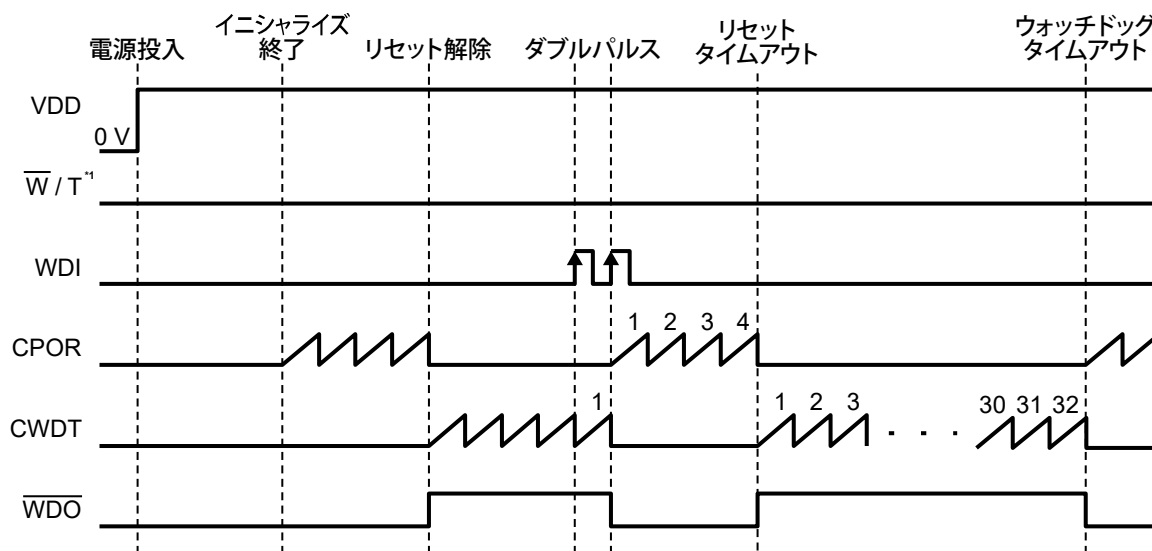 電源投入
イニシャライズ
終了
リセット解除
ダブルパルス
リセット
タイムアウト
ウォッチドッグ
タイムアウト
VDD
0 V
W / T *1
WDI
CPOR
1 2 3 4
CWDT
1 1 2 3 . . . 30 31 32
WDO